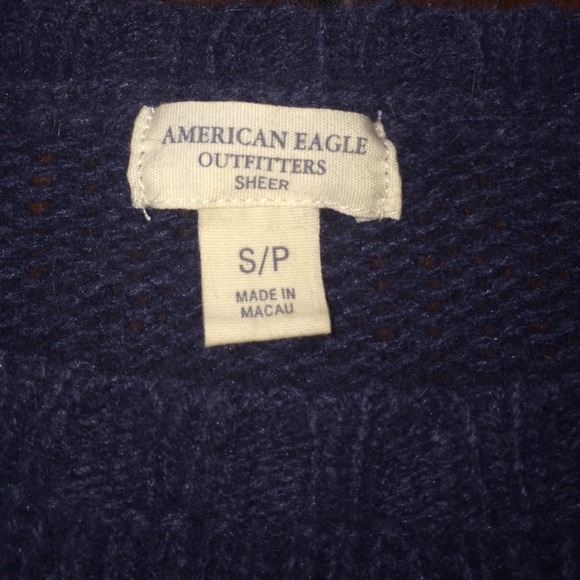 AMERICAN EAGLE
OUTFITTERS
SHEER
S/P
MADE IN
MACAU